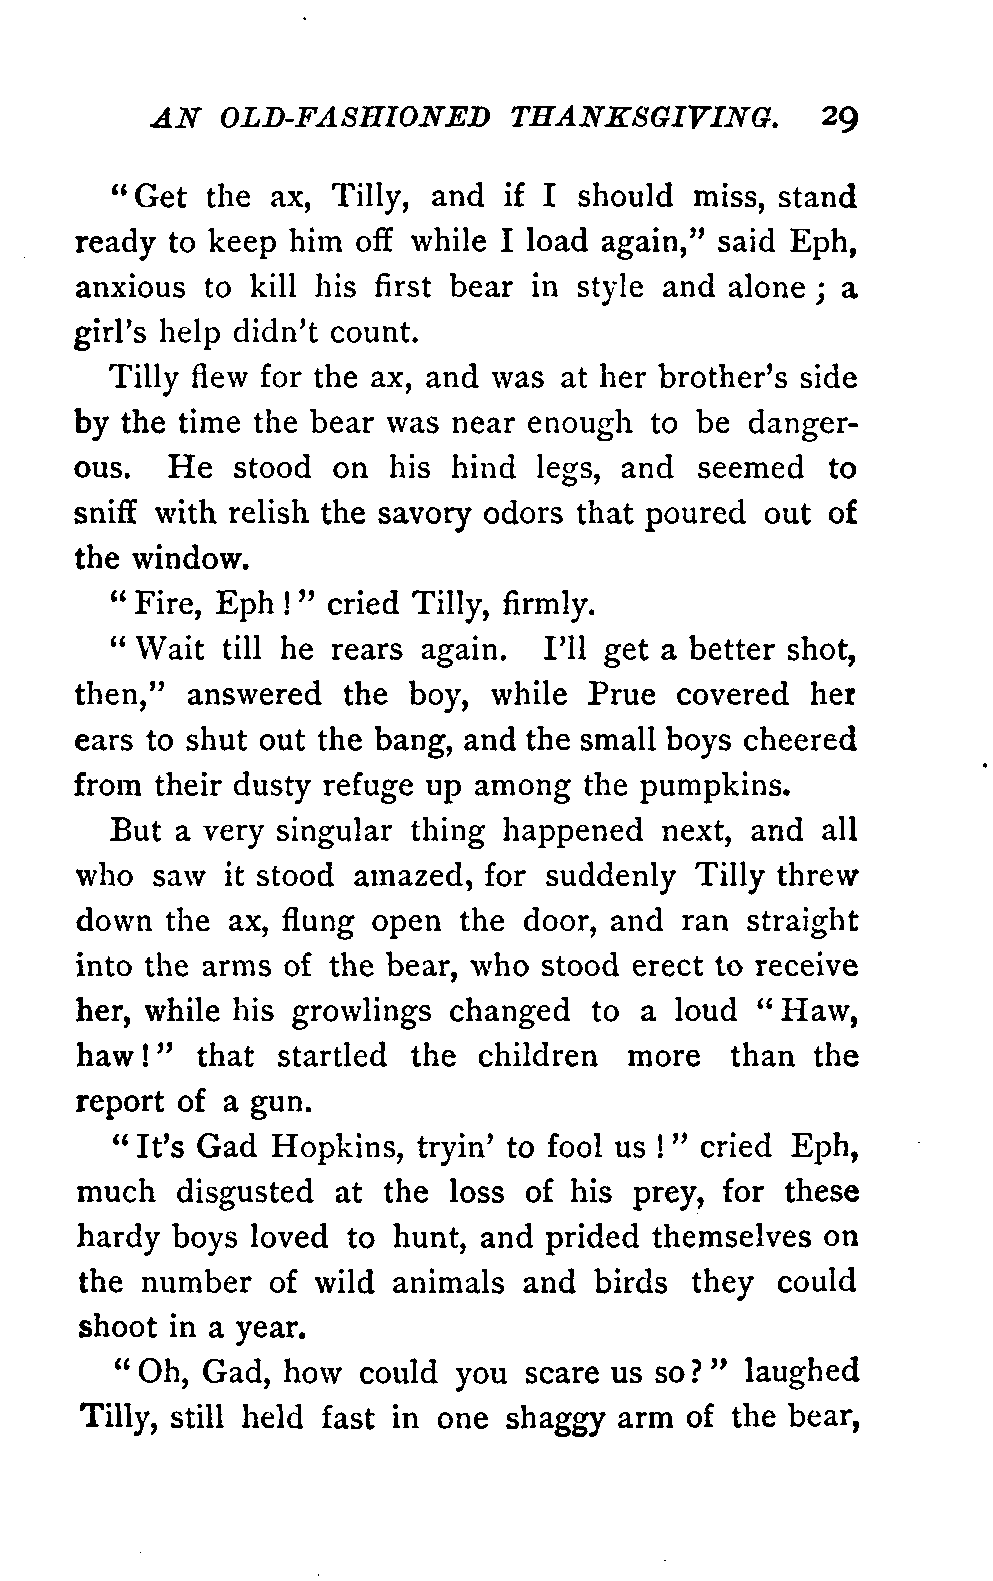 AN OLD-FASHIONED THANKSGIVING. 29
"Get the ax, Tilly, and if I should miss, stand
ready to keep him off while I load again," said Eph,
anxious to kill his first bear in style and alone; a
girl's help didn't count.
Tilly flew for the ax, and was at her brother's side
by the time the bear was near enough to be danger-
ous. He stood on his hind legs, and seemed to
sniff with relish the savory odors that poured out of
the window.
"Fire, Eph!" cried Tilly, firmly.
"Wait till he rears again. I'll get a better shot,
then," answered the boy, while Prue covered her
ears to shut out the bang, and the small boys cheered
from their dusty refuge up among the pumpkins.
But a very singular thing happened next, and all
who saw it stood amazed, for suddenly Tilly threw
down the ax, flung open the door, and ran straight
into the arms of the bear, who stood erect to receive
her, while his growlings changed to a loud "Haw,
haw!" that startled the children more than the
report of a gun.
"It's Gad Hopkins, tryin' to fool us!" cried Eph,
much disgusted at the loss of his prey, for these
hardy boys loved to hunt, and prided themselves on
the number of wild animals and birds they could
shoot in a year.
"Oh, Gad, how could you scare us so?" laughed
Tilly, still held fast in one shaggy arm of the bear,